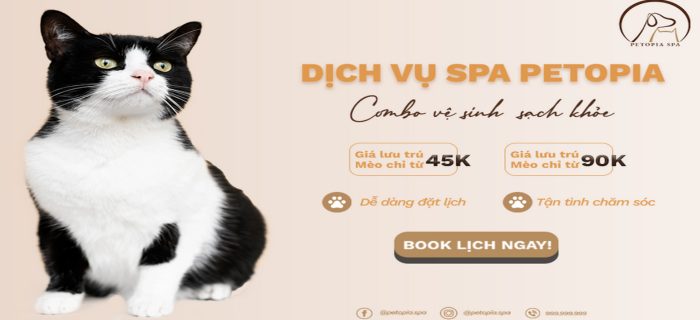 PETOPIA SPA
DỊCH VỤ SPA PETOPIA
Combo vệ sinh sạch khỏe
Giá lưu trú
Mèo chỉ từ 45K
Giá lưu trú
Mèo chỉ từ 90K
Dễ dàng đặt lịch
Tận tình chăm sóc
BOOK LỊCH NGAY!
@petopia.spa
@petopia.spa